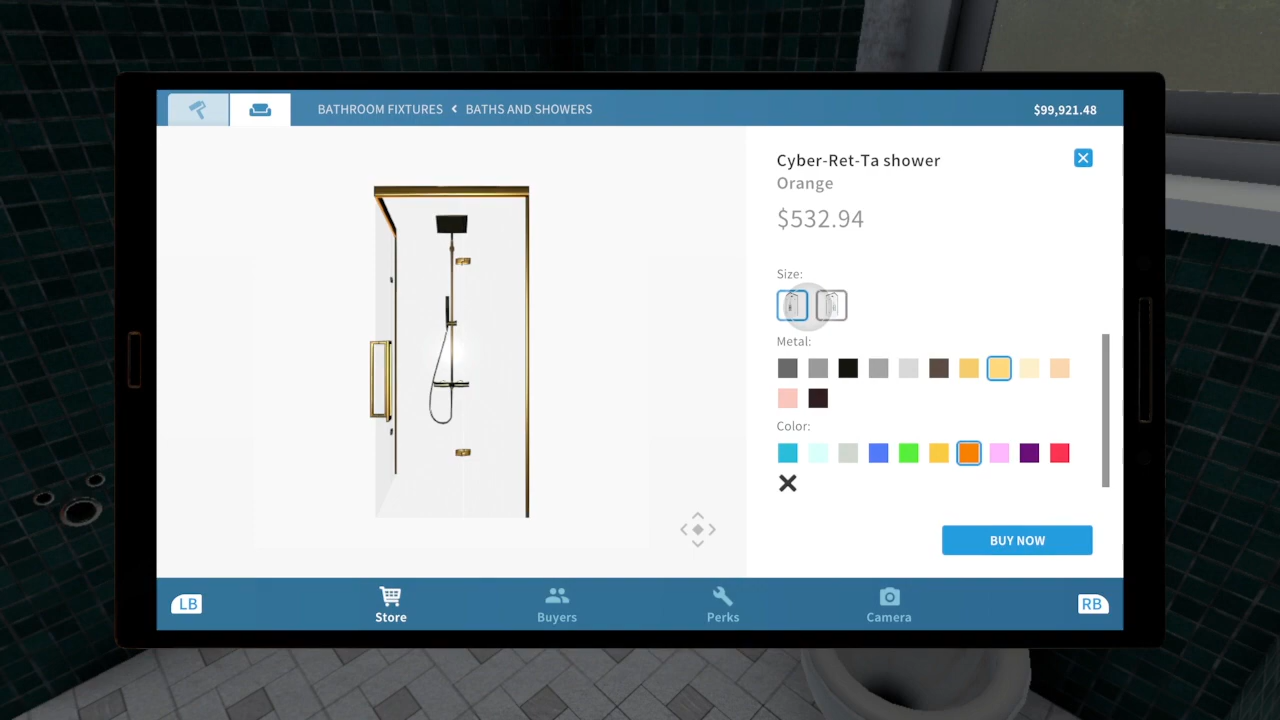 BATHROOM FIXTURES < BATHS AND SHOWERS
$99,921.48
Cyber-Ret-Ta shower
Orange
$532.94
Size:
Metal:
Color:
BUY NOW
LB
Store
Buyers
Perks
Camera
RB